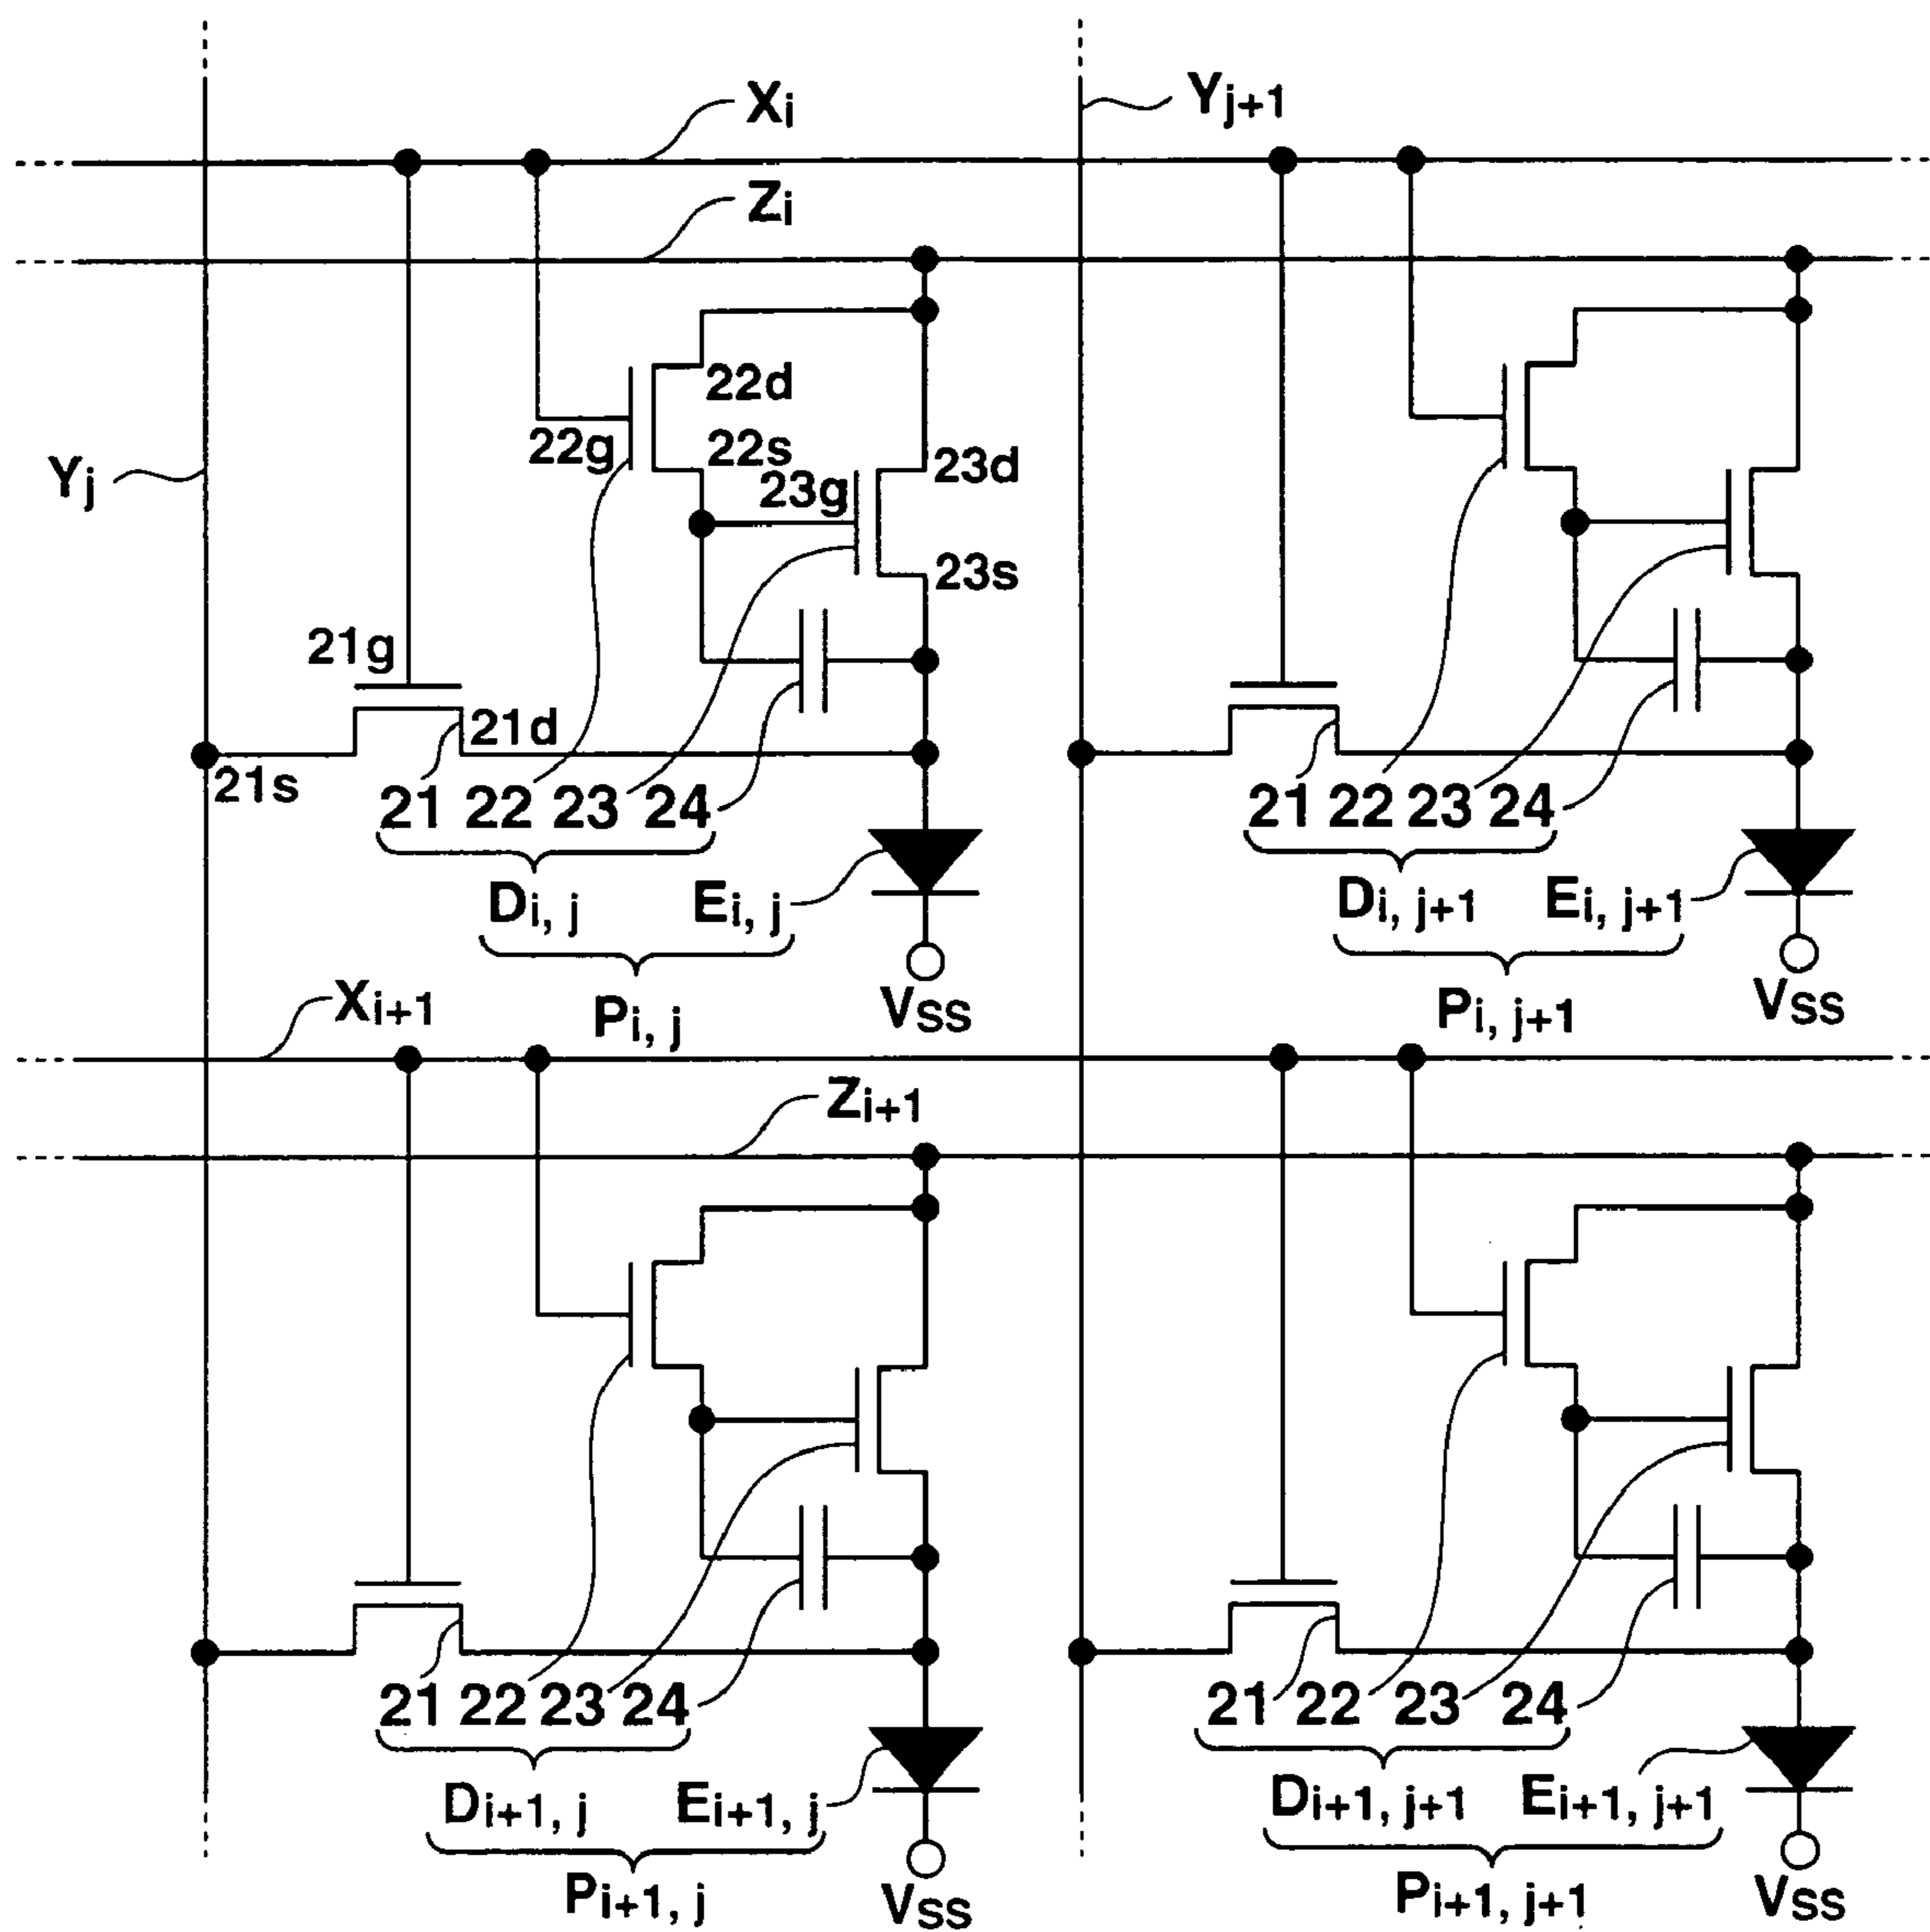 Xi
Yj+1
Zi
22d
22g
22s
23d
Yj
23g
23s
21g
21d
21s
21 22 23 24
21 22 23 24
Di, j
Ei, j
Di, j+1
Ei, j+1
Pi, j
VSS
Pi, j+1
VSS
Xi+1
Zi+1
21 22 23 24
21 22 23 24
Di+1, j
Ei+1, j
Di+1, j+1
Ei+1, j+1
Pi+1, j
VSS
Pi+1, j+1
VSS